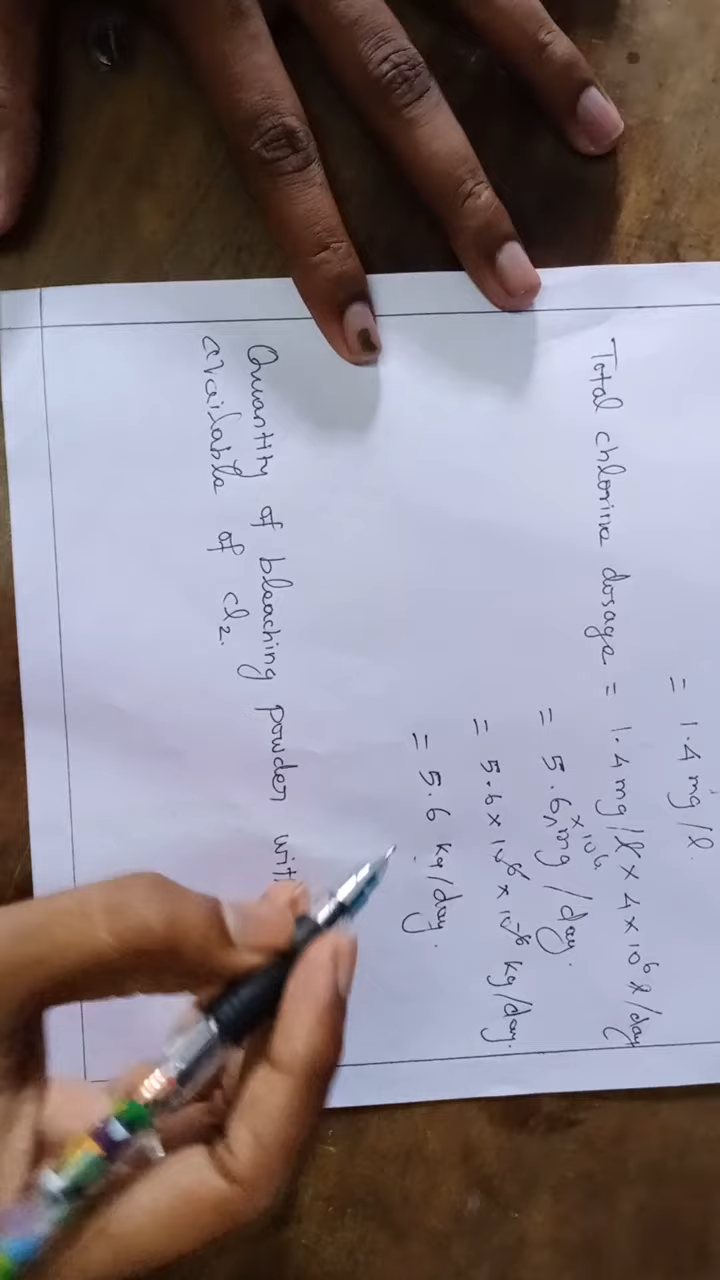 = 1.4 mg/l.
Total chlorine dosage = 1.4 mg/l × 4 × 10⁶ l/day
= 5.6 × 10⁶ mg/day.
= 5.6 × 10⁶ × 10⁻⁶ kg/day.
= 5.6 kg/day.
Quantity of bleaching powder
available of cl₂.